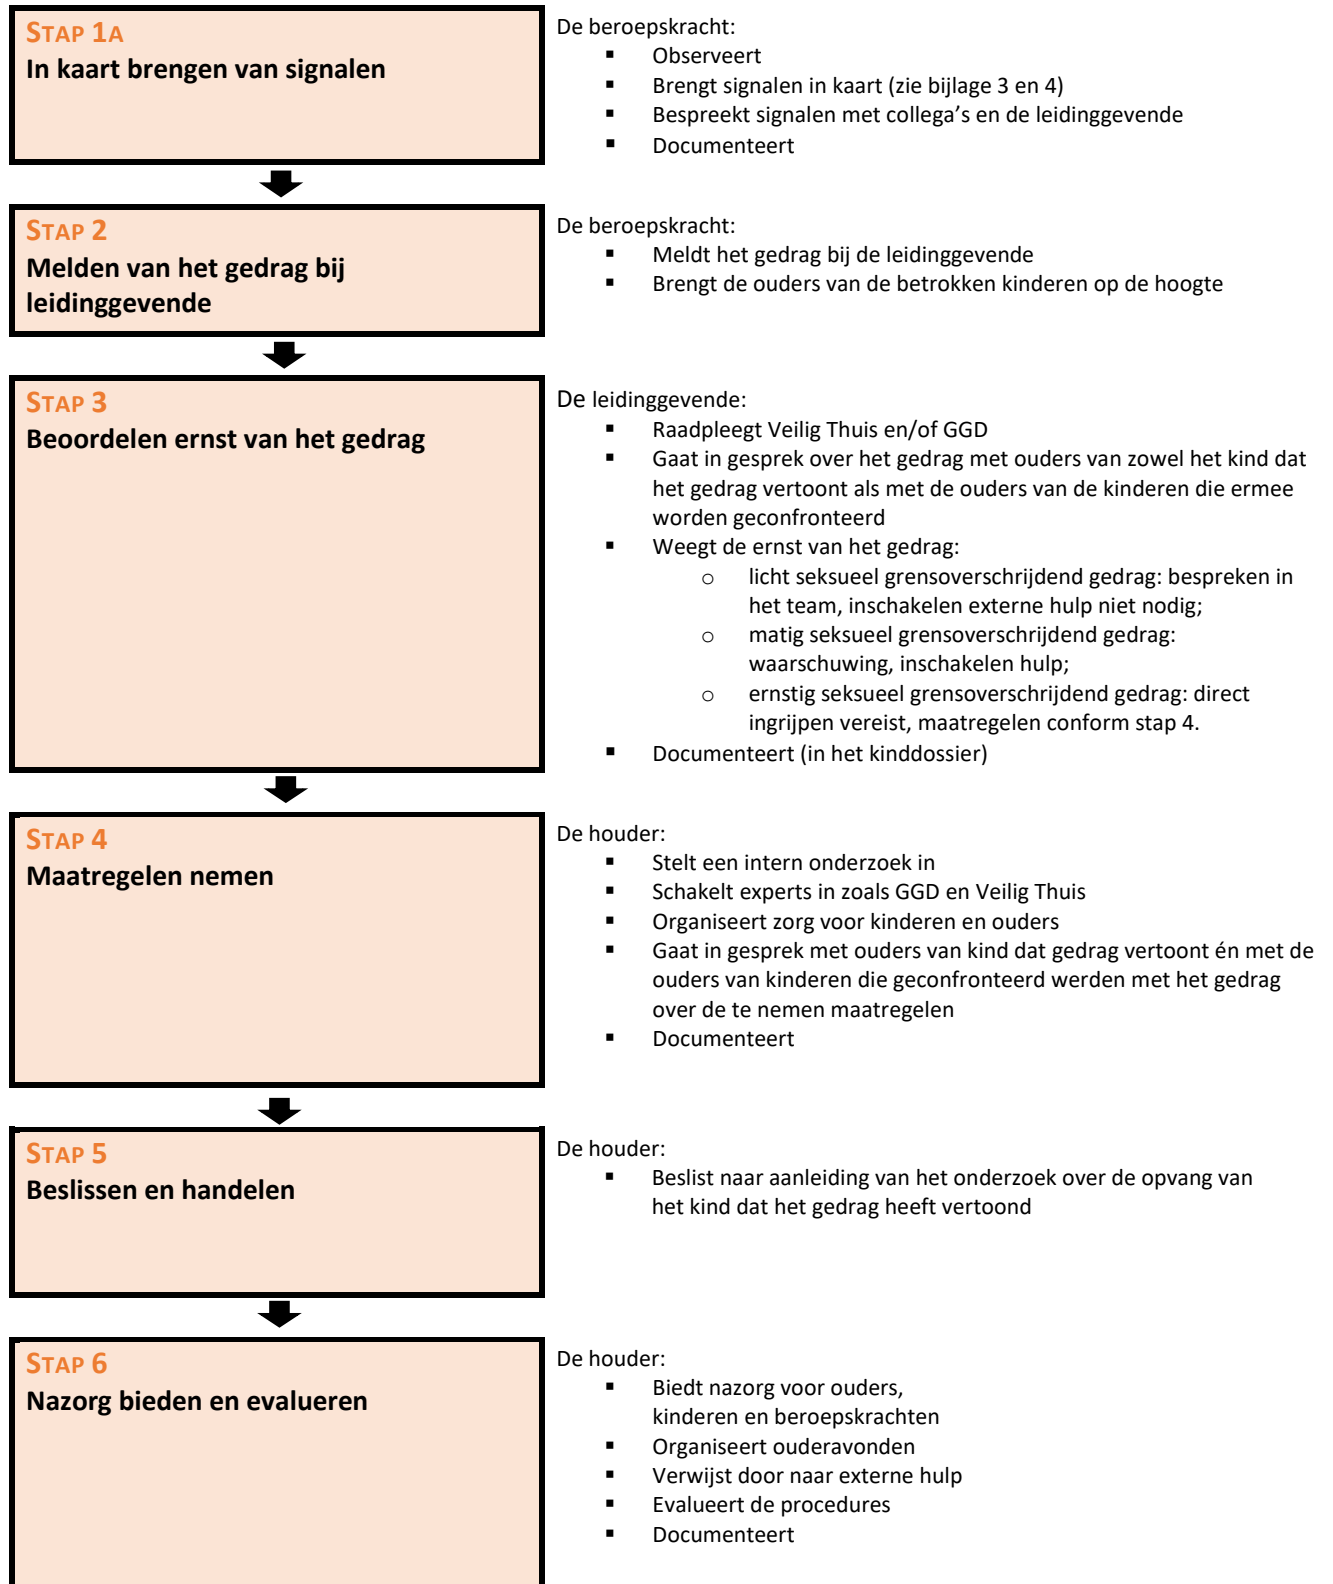 STAP 1A
In kaart brengen van signalen
De beroepskracht:
▪ Observeert
▪ Brengt signalen in kaart (zie bijlage 3 en 4)
▪ Bespreekt signalen met collega’s en de leidinggevende
▪ Documenteert
STAP 2
Melden van het gedrag bij
leidinggevende
De beroepskracht:
▪ Meldt het gedrag bij de leidinggevende
▪ Brengt de ouders van de betrokken kinderen op de hoogte
STAP 3
Beoordelen ernst van het gedrag
De leidinggevende:
▪ Raadpleegt Veilig Thuis en/of GGD
▪ Gaat in gesprek over het gedrag met ouders van zowel het kind dat
het gedrag vertoont als met de ouders van de kinderen die ermee
worden geconfronteerd
▪ Weegt de ernst van het gedrag:
o licht seksueel grensoverschrijdend gedrag: bespreken in
het team, inschakelen externe hulp niet nodig;
o matig seksueel grensoverschrijdend gedrag:
waarschuwing, inschakelen hulp;
o ernstig seksueel grensoverschrijdend gedrag: direct
ingrijpen vereist, maatregelen conform stap 4.
▪ Documenteert (in het kinddossier)
STAP 4
Maatregelen nemen
De houder:
▪ Stelt een intern onderzoek in
▪ Schakelt experts in zoals GGD en Veilig Thuis
▪ Organiseert zorg voor kinderen en ouders
▪ Gaat in gesprek met ouders van kind dat gedrag vertoont én met de
ouders van kinderen die geconfronteerd werden met het gedrag
over de te nemen maatregelen
▪ Documenteert
STAP 5
Beslissen en handelen
De houder:
▪ Beslist naar aanleiding van het onderzoek over de opvang van
het kind dat het gedrag heeft vertoond
STAP 6
Nazorg bieden en evalueren
De houder:
▪ Biedt nazorg voor ouders,
kinderen en beroepskrachten
▪ Organiseert ouderavonden
▪ Verwijst door naar externe hulp
▪ Evalueert de procedures
▪ Documenteert